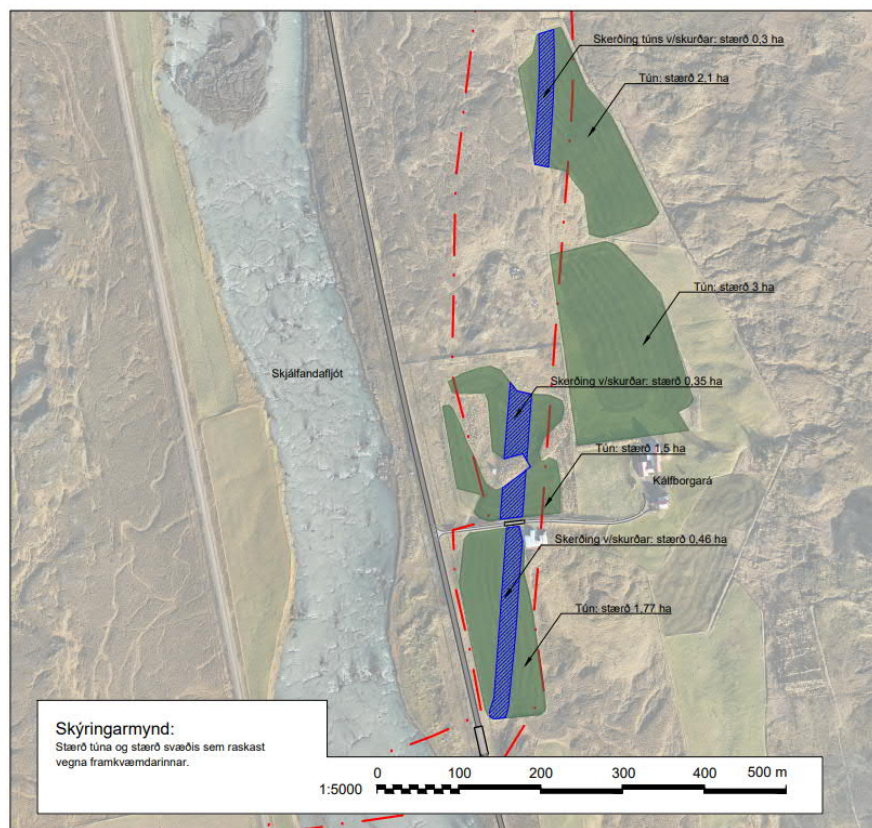 Skerðing túns v/skurðar: stærð 0,3 ha
Tún: stærð 2,1 ha
Tún: stærð 3 ha
Skjálfandafljót
Skerðing v/skurðar: stærð 0,35 ha
Tún: stærð 1,5 ha
Kálfborgará
Skerðing v/skurðar: stærð 0,46 ha
Tún: stærð 1,77 ha
Skýringarmynd:
Stærð túna og stærð svæðis sem raskast
vegna framkvæmdarinnar.
1:5000 0 100 200 300 400 500 m